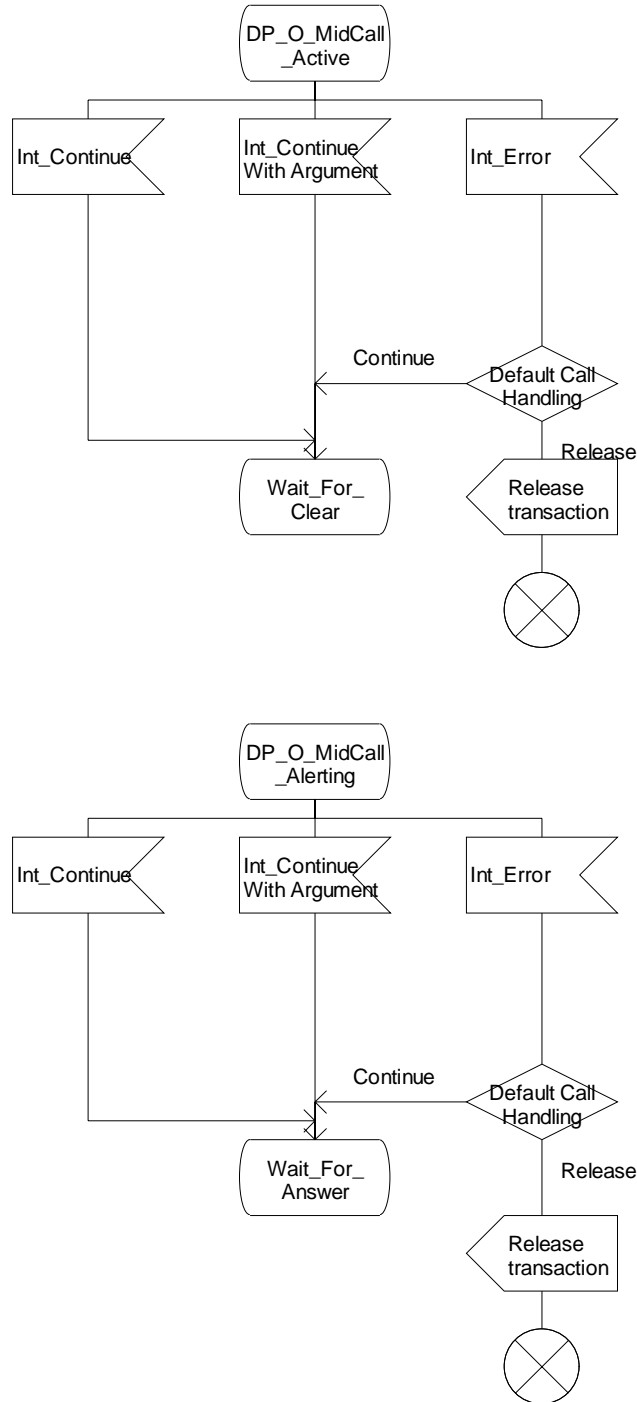 DP_O_MidCall
_Active
Int_Continue
Int_Continue
With Argument
Int_Error
Continue
Default Call
Handling
Release
Wait_For_
Clear
Release
transaction
DP_O_MidCall
_Alerting
Int_Continue
Int_Continue
With Argument
Int_Error
Continue
Default Call
Handling
Release
Wait_For_
Answer
Release
transaction